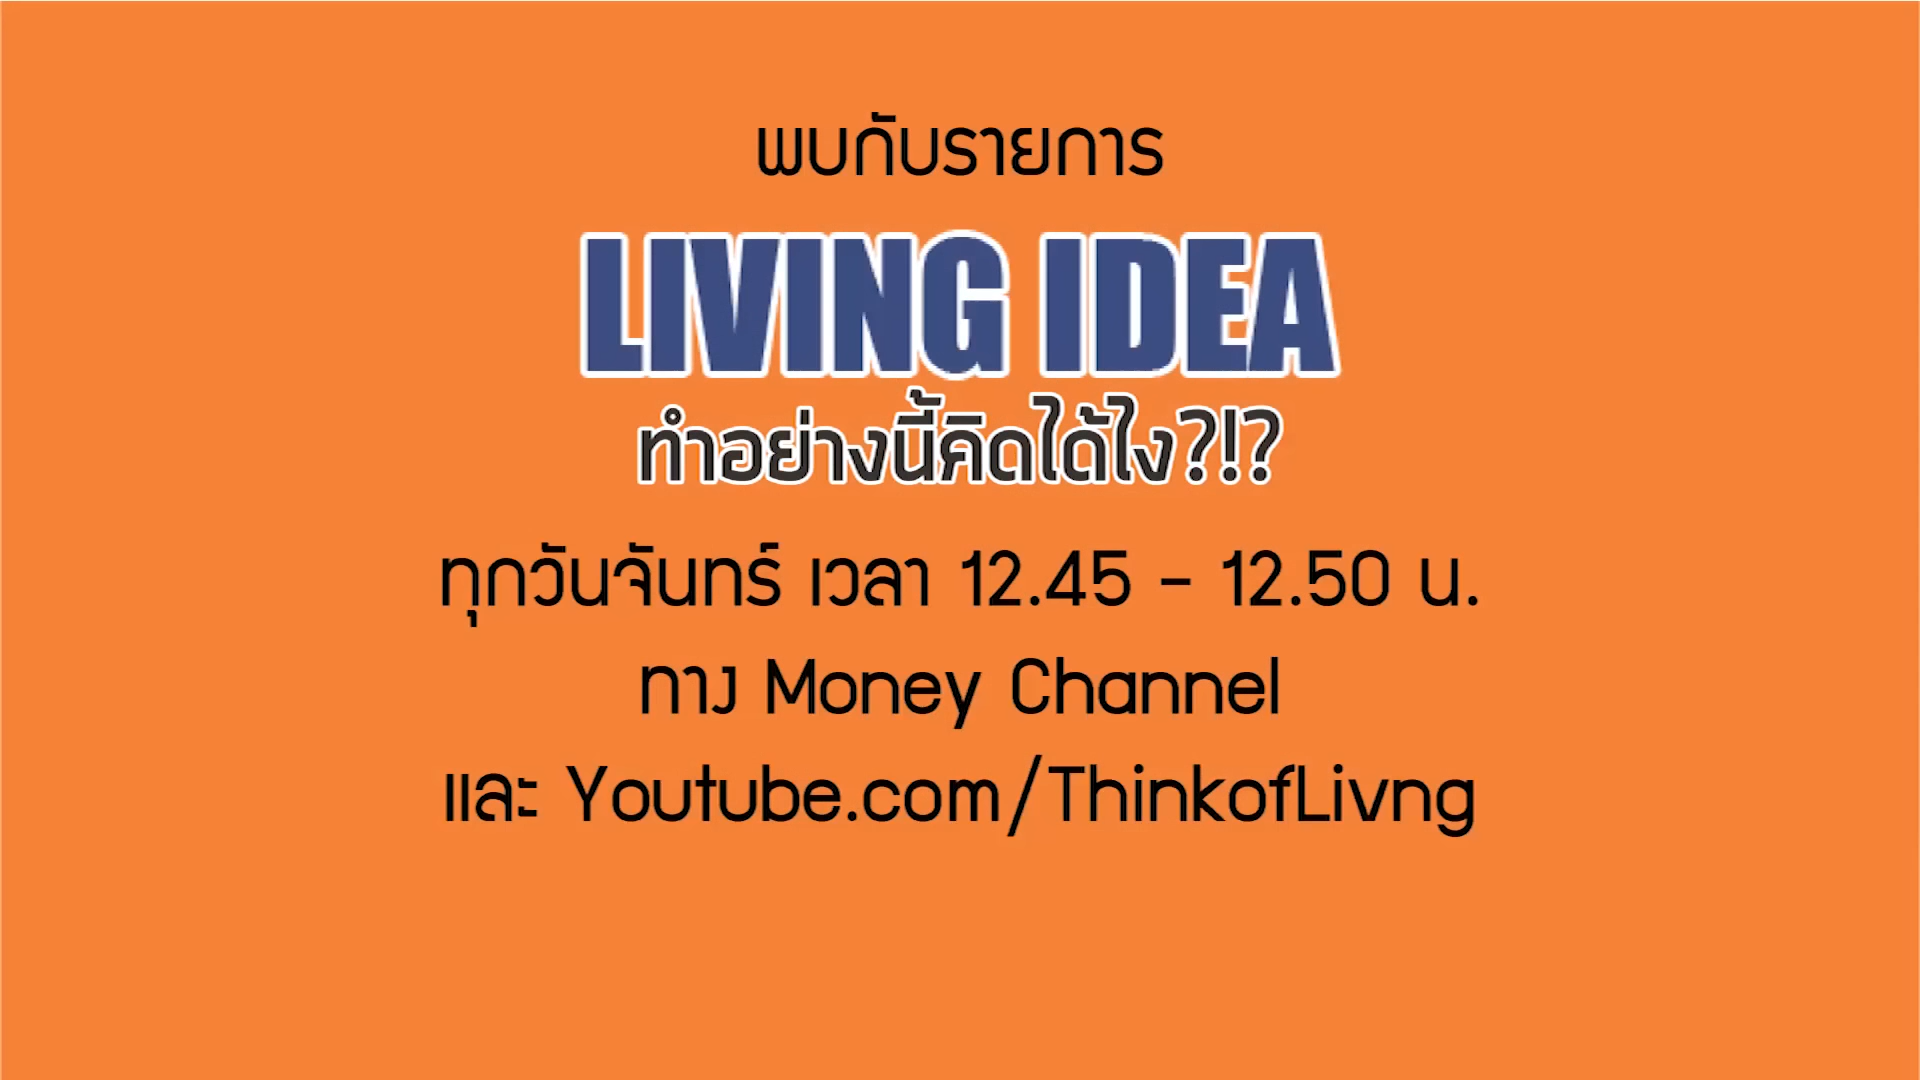 พบกับรายการ
LIVING IDEA
ทำอย่างนี้คิดได้ไง?!?
ทุกวันจันทร์ เวลา 12.45 - 12.50 น.
ทาง Money Channel
และ Youtube.com/ThinkofLivng